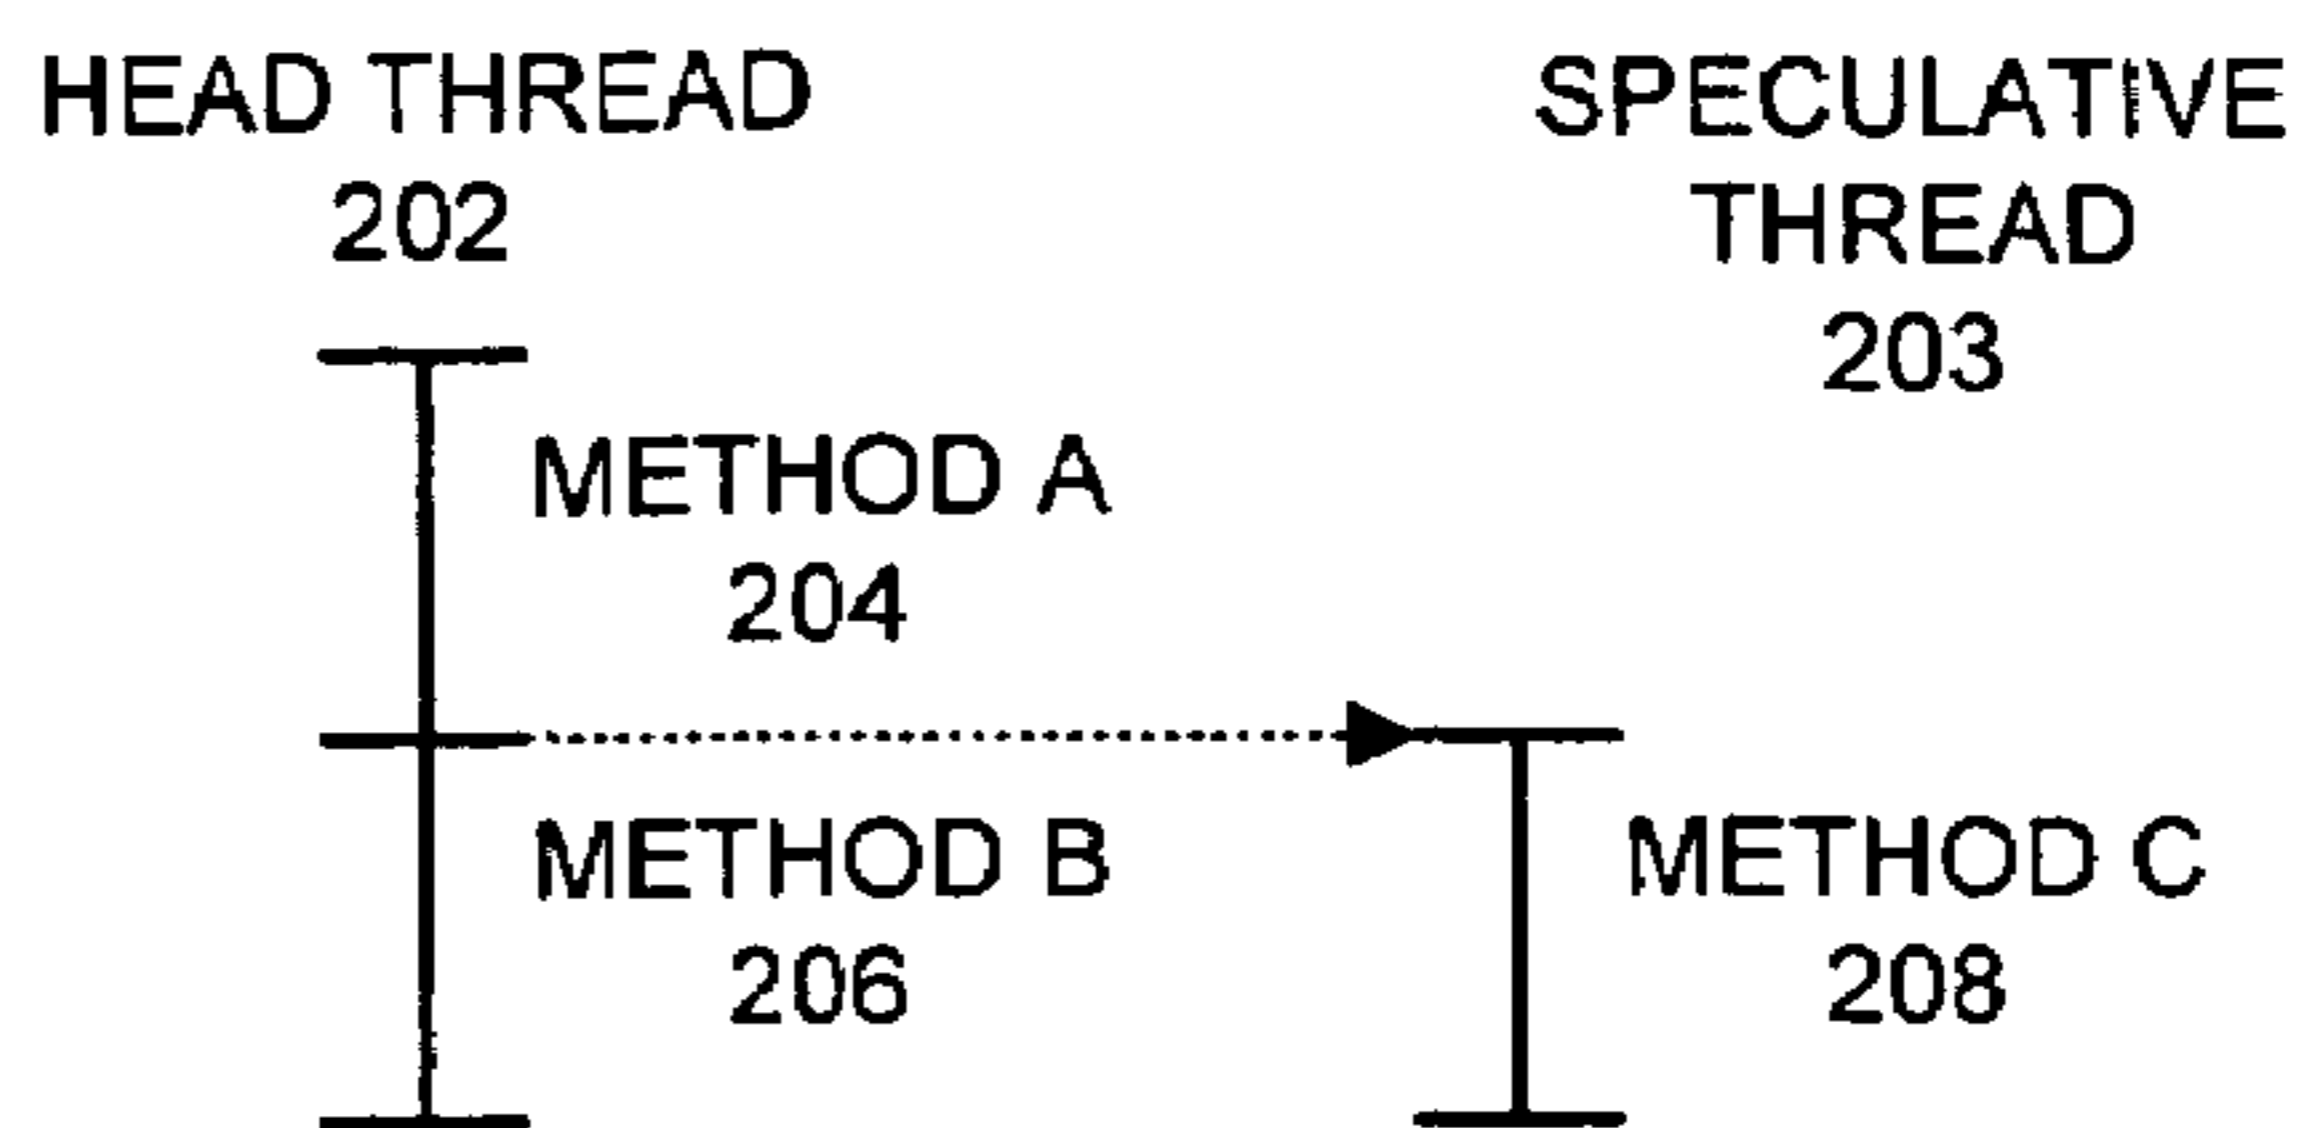 HEAD THREAD
202
SPECULATIVE
THREAD
203
METHOD A
204
METHOD B
206
METHOD C
208